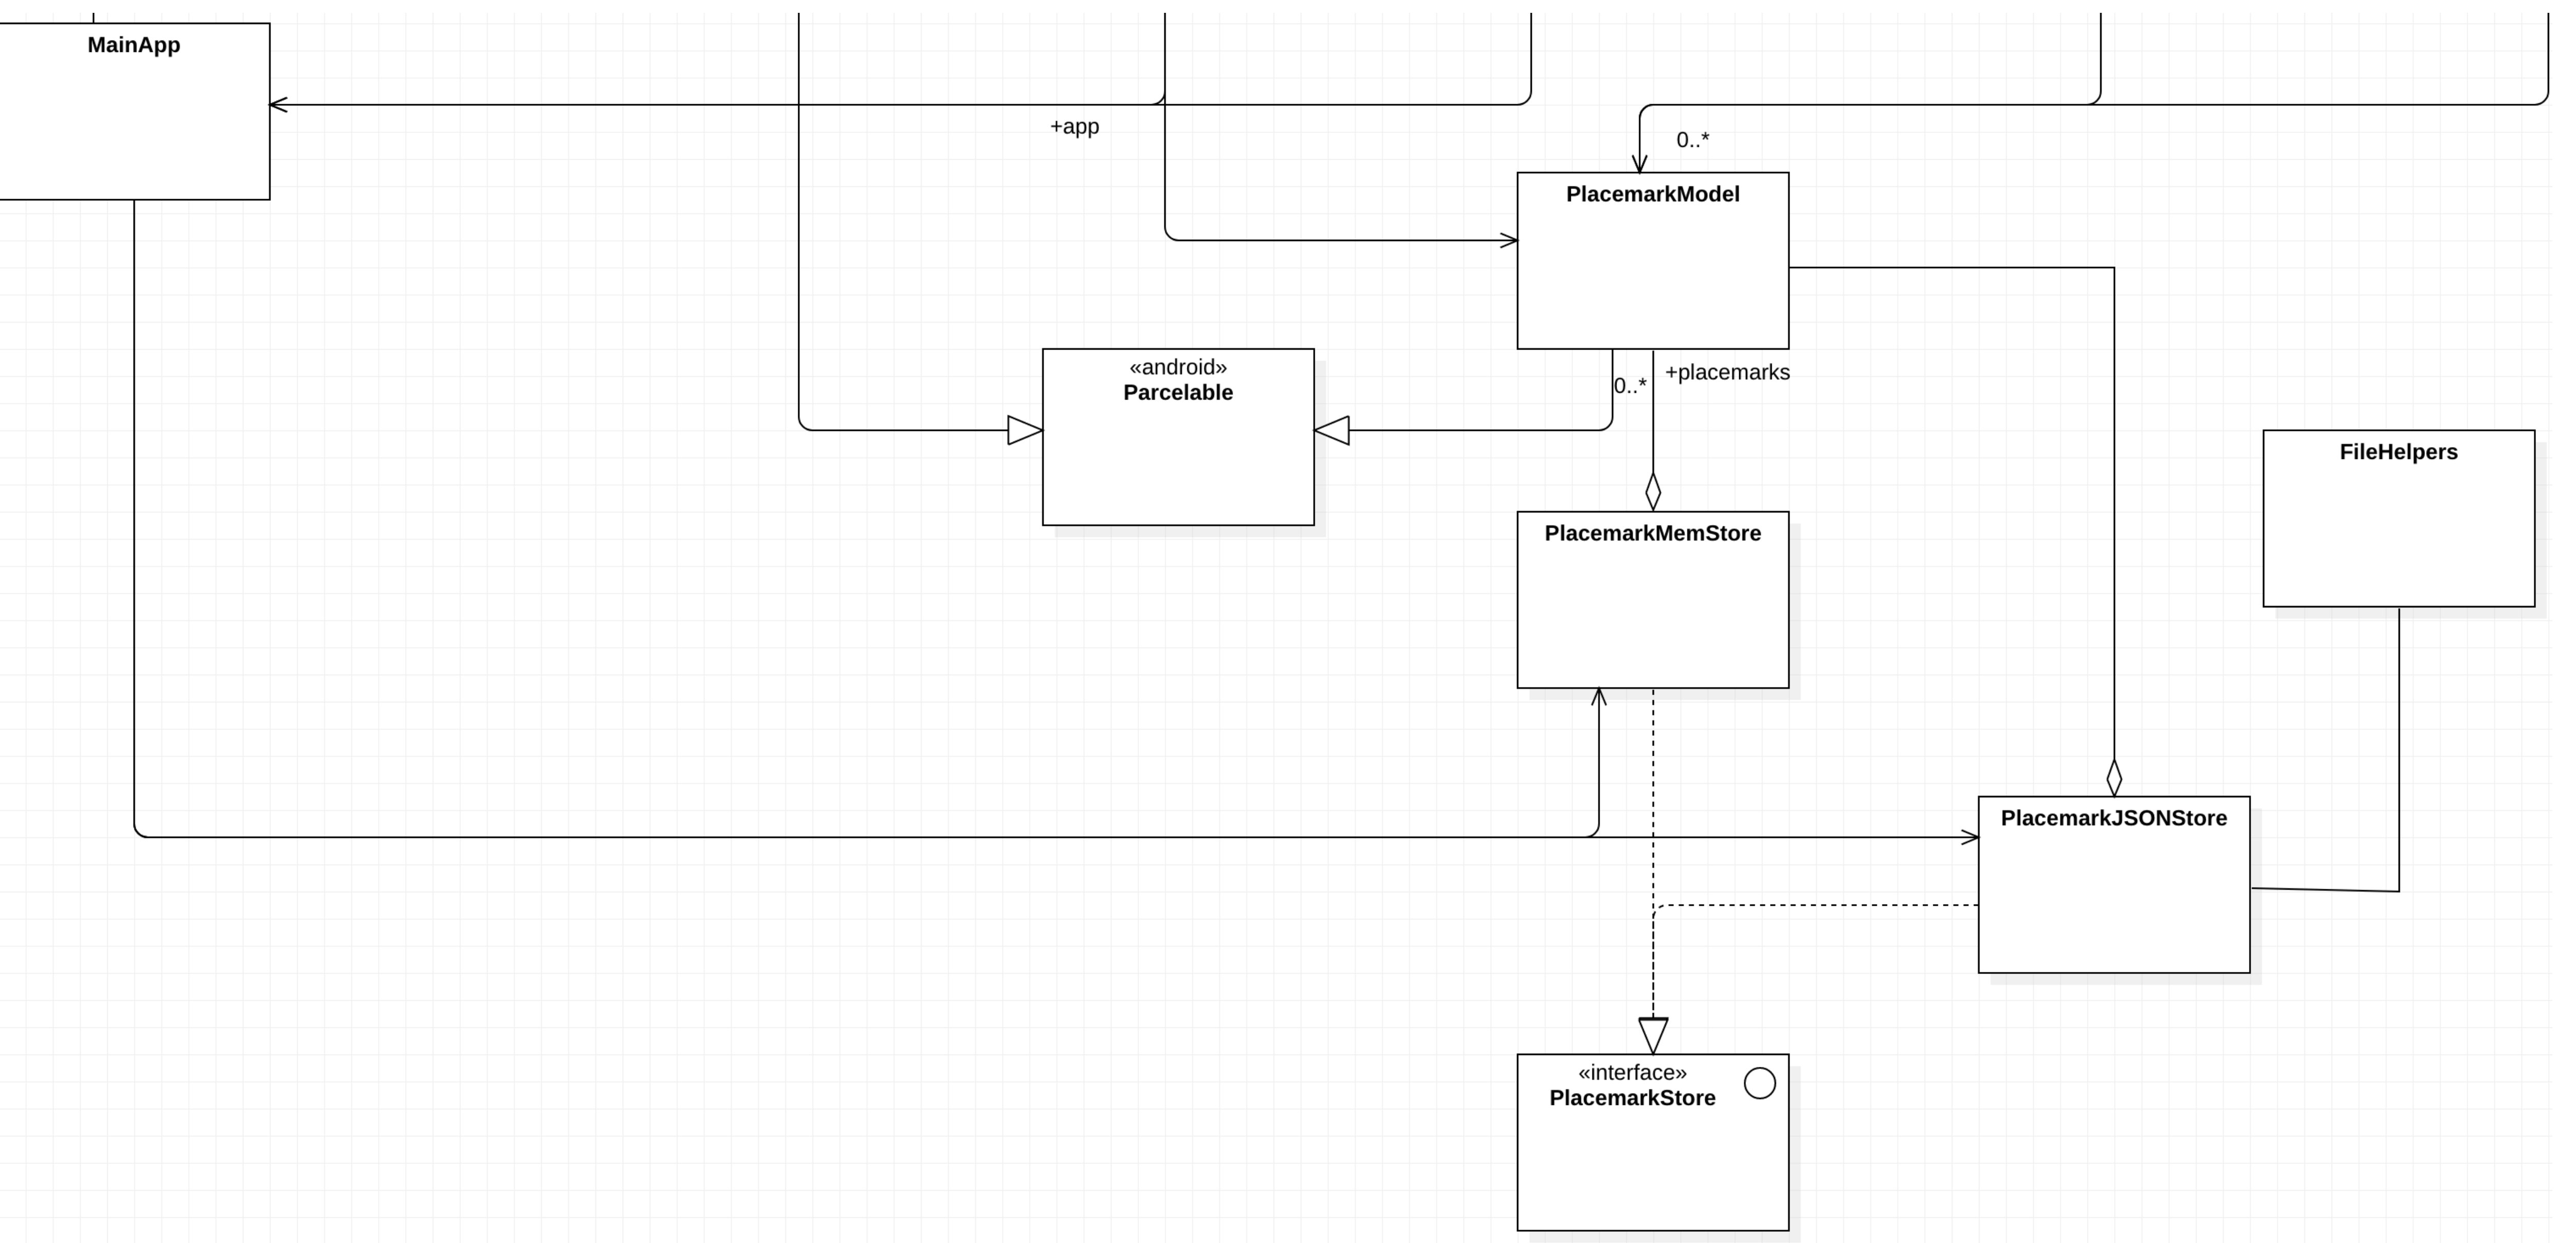 MainApp
+app
0..*
PlacemarkModel
«android»
Parcelable
0..*
+placemarks
FileHelpers
PlacemarkMemStore
PlacemarkJSONStore
«interface»
PlacemarkStore